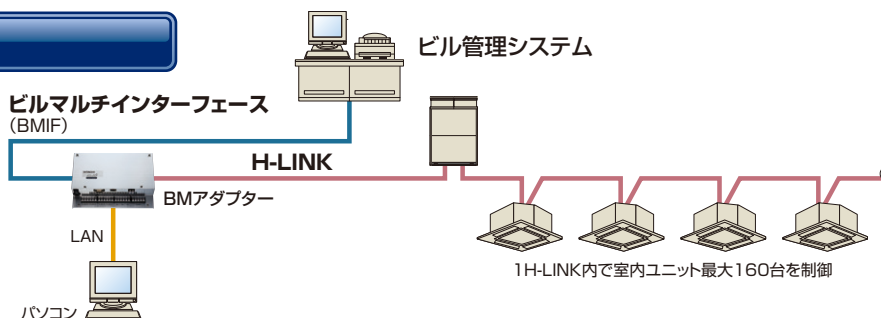 ビル管理システム
ビルマルチインターフェース
(BMIF)
H-LINK
BMアダプター
LAN
1H-LINK内で室内ユニット最大160台を制御
パソコン